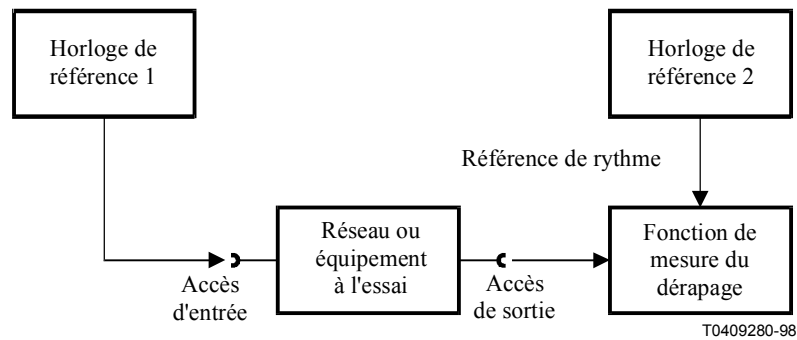 Horloge de
référence 1
Horloge de
référence 2
Référence de rythme
Réseau ou
équipement
à l'essai
Fonction de
mesure du
dérapage
Accès
d'entrée
Accès
de sortie
T0409280-98